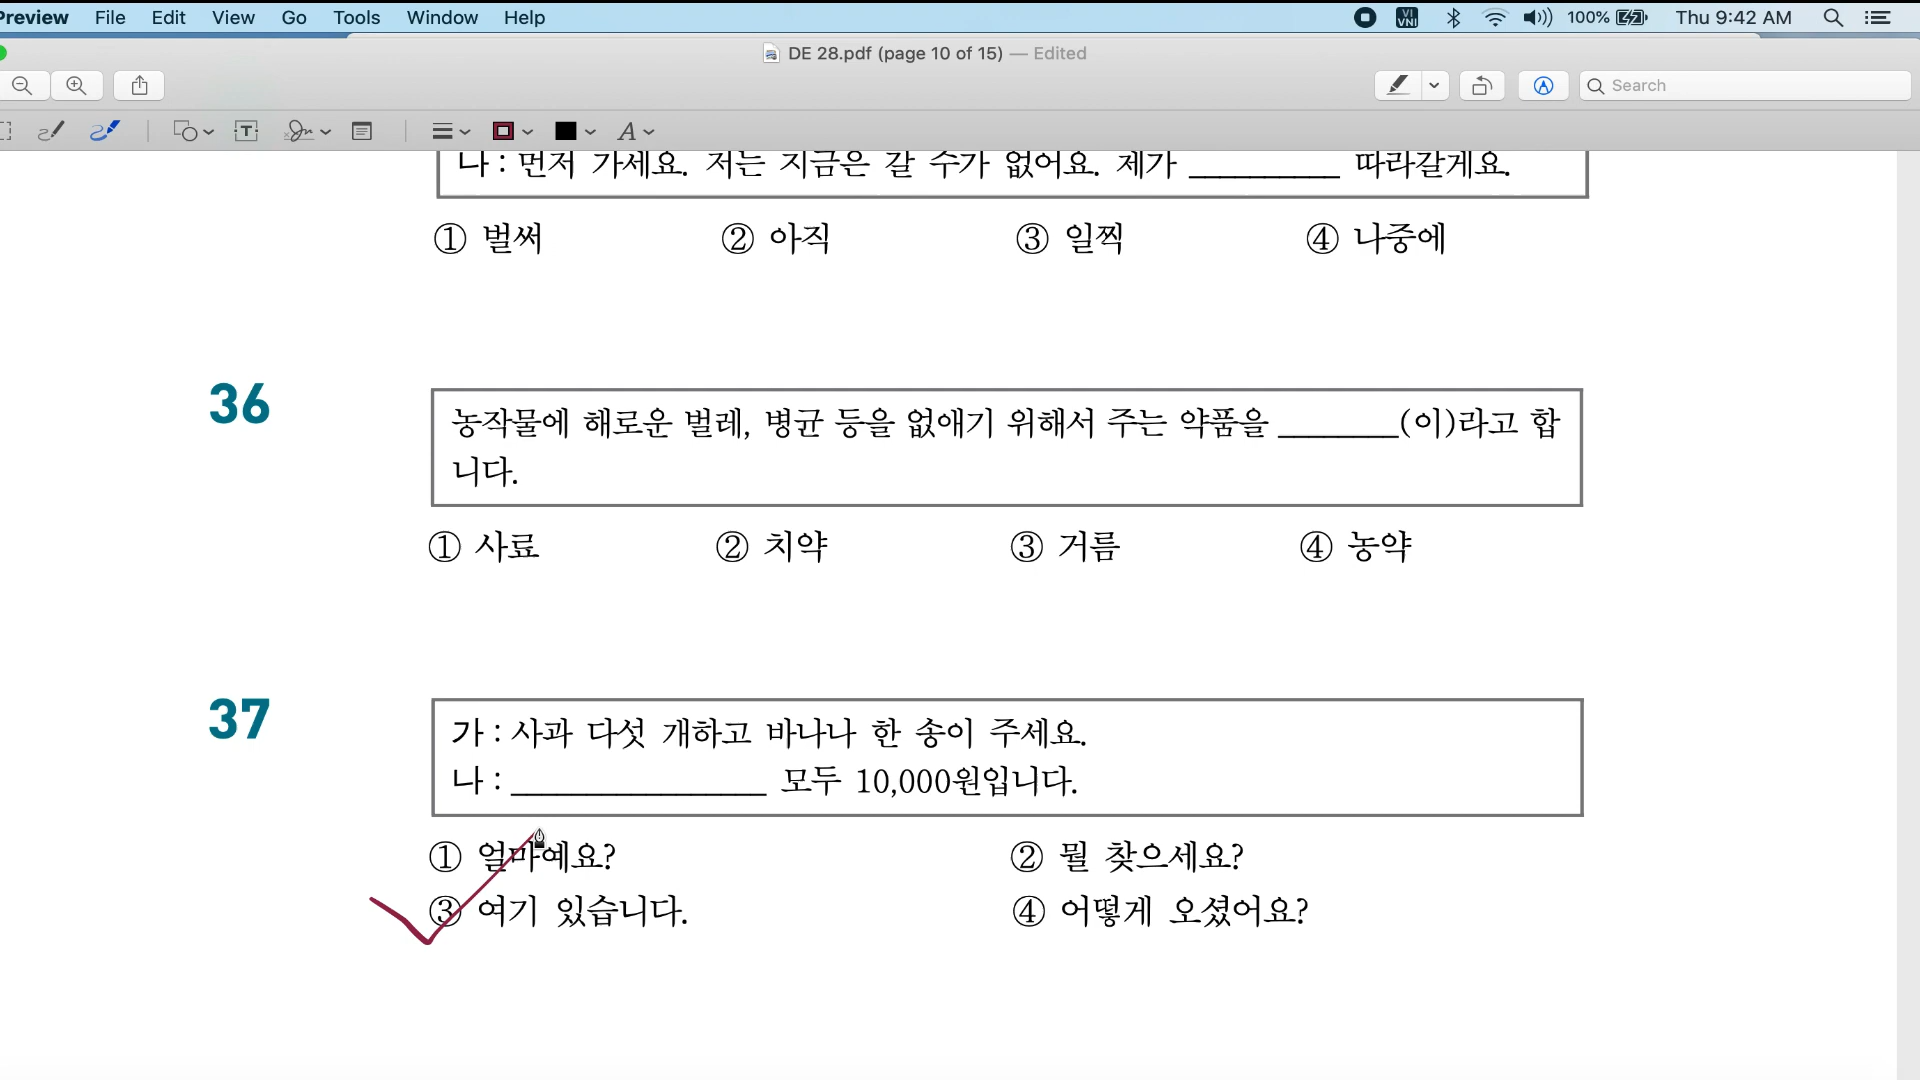 Preview File Edit View Go Tools Window Help VI VNI 100% Thu 9:42 AM
DE 28.pdf (page 10 of 15) — Edited
Search
T A
나 : 먼저 가세요. 저는 지금은 갈 수가 없어요. 제가 __________ 따라갈게요.
① 벌써 ② 아직 ③ 일찍 ④ 나중에
36
농작물에 해로운 벌레, 병균 등을 없애기 위해서 주는 약품을 ________(이)라고 합
니다.
① 사료 ② 치약 ③ 거름 ④ 농약
37
가 : 사과 다섯 개하고 바나나 한 송이 주세요.
나 : _________________ 모두 10,000원입니다.
① 얼마예요? ② 뭘 찾으세요?
③ 여기 있습니다. ④ 어떻게 오셨어요?